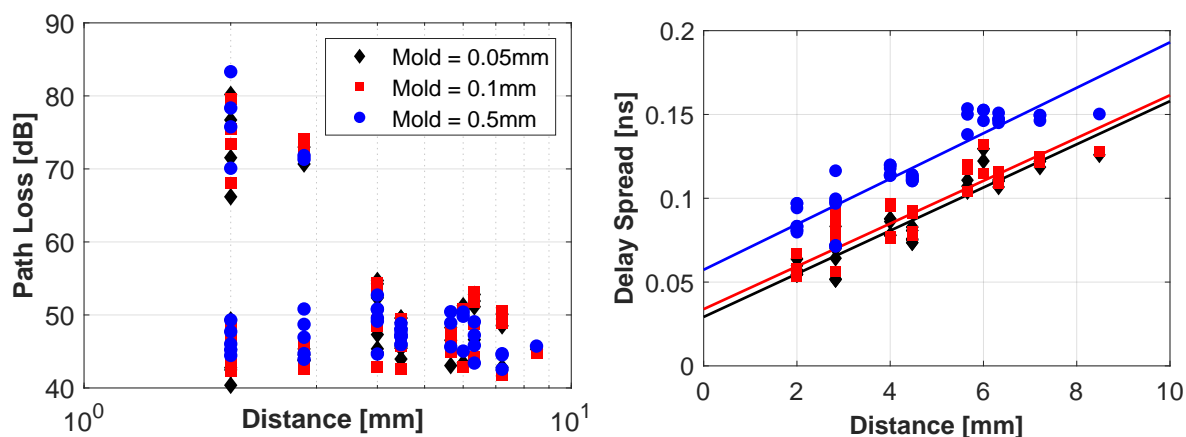 90
80
70
60
50
40
Path Loss [dB]
10^0
10^1
Distance [mm]
Mold = 0.05mm
Mold = 0.1mm
Mold = 0.5mm
0.2
0.15
0.1
0.05
0
Delay Spread [ns]
0 2 4 6 8 10
Distance [mm]